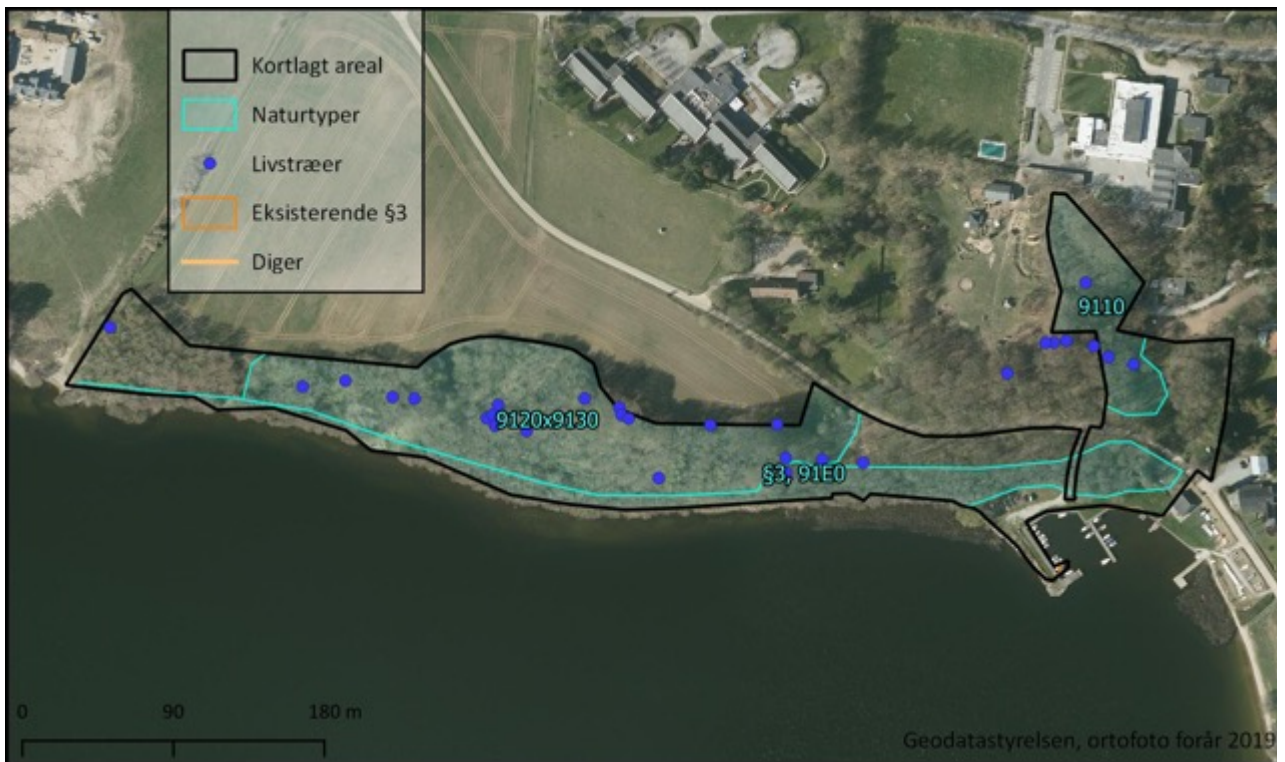 Kortlagt areal
Naturtyper
Livstræer
Eksisterende §3
Diger
9110
9120x9130
§3, 91E0
0 90 180 m
Geodatastyrelsen, ortofoto forår 2019